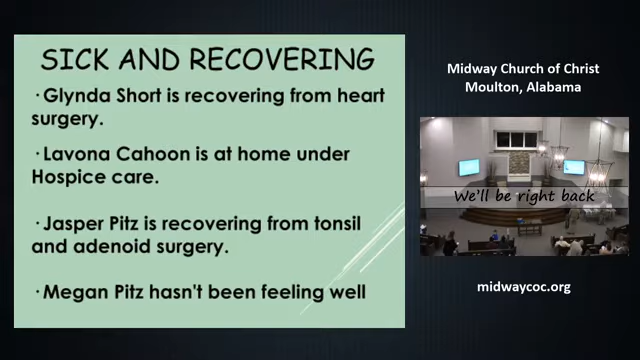 SICK AND RECOVERING
·Glynda Short is recovering from heart
surgery.
·Lavona Cahoon is at home under
Hospice care.
·Jasper Pitz is recovering from tonsil
and adenoid surgery.
·Megan Pitz hasn't been feeling well
Midway Church of Christ
Moulton, Alabama
We'll be right back
midwaycoc.org